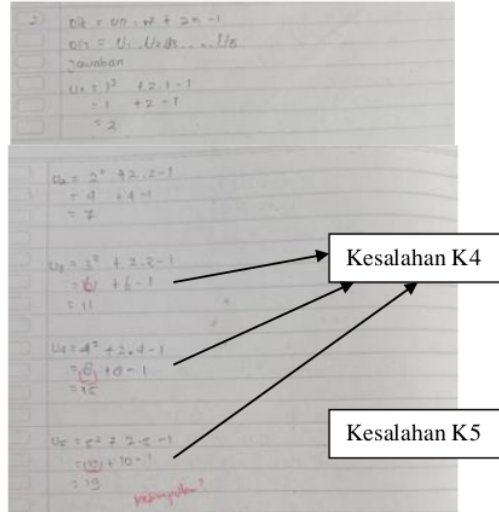 2 Dit = Un = n² + 2n - 1
Dit = U₁, U₂, U₃ ... U₅
Jawaban
U₁ = 1² + 2.1 - 1
= 1 + 2 - 1
= 2
U₂ = 2² + 2.2 - 1
= 4 + 4 - 1
= 7
U₃ = 3² + 2.3 - 1
= 6 + 6 - 1
= 11
Kesalahan K4
U₄ = 4² + 2.4 - 1
= 8 + 8 - 1
= 15
U₅ = 5² + 2.5 - 1
= 10 + 10 - 1
= 19
Kesalahan K5
Kesimpulan?